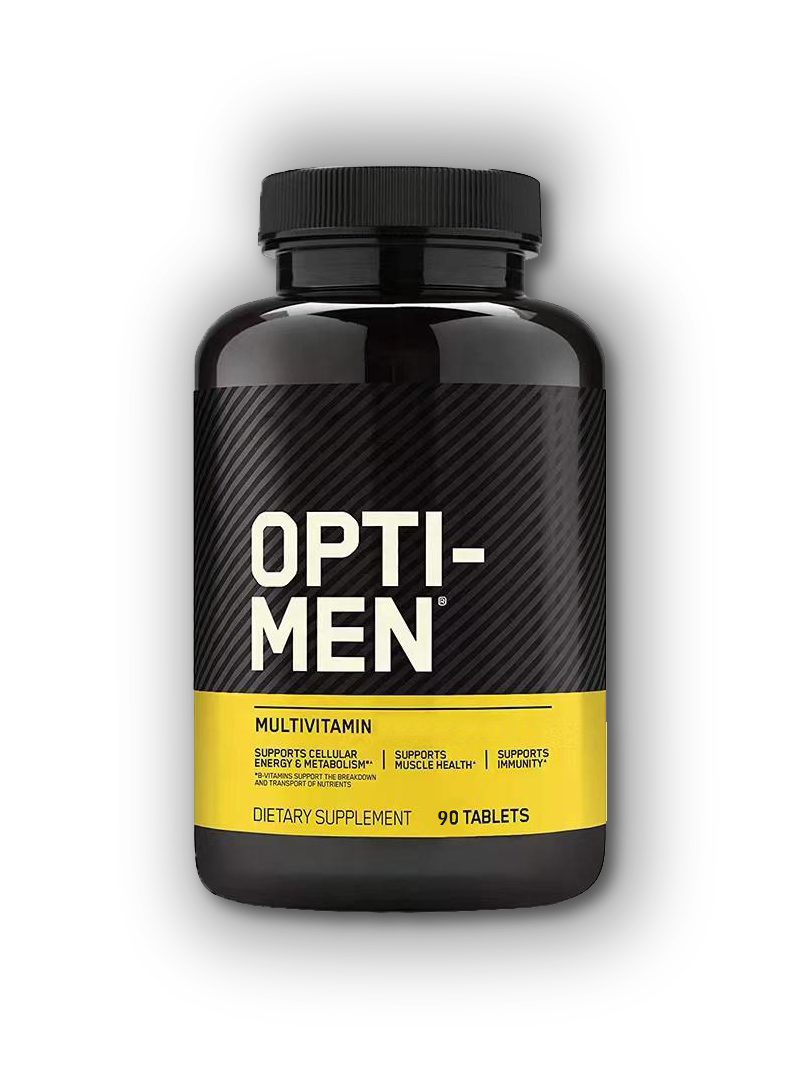 OPTI-
MEN®
MULTIVITAMIN
SUPPORTS CELLULAR
ENERGY & METABOLISM*^
*B-VITAMINS SUPPORT THE BREAKDOWN
AND TRANSPORT OF NUTRIENTS
SUPPORTS
MUSCLE HEALTH^
SUPPORTS
IMMUNITY^
DIETARY SUPPLEMENT 90 TABLETS